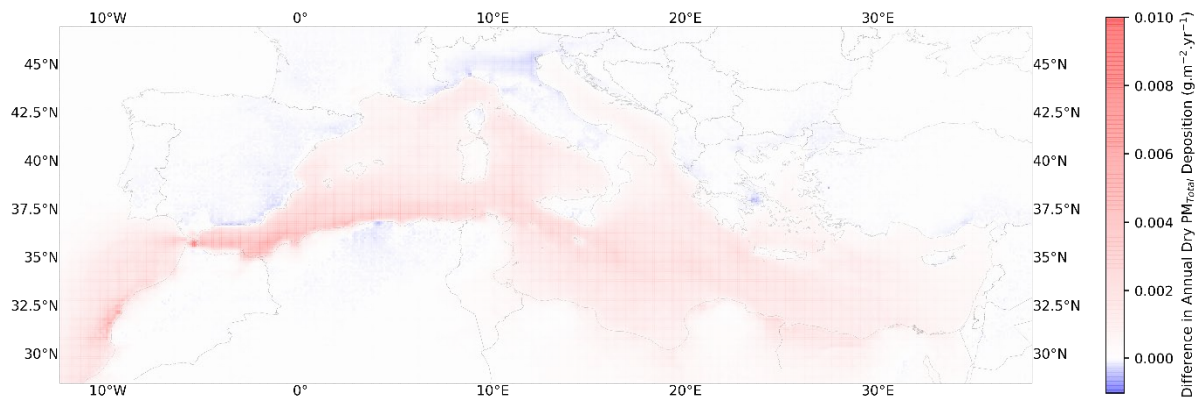 10°W 0° 10°E 20°E 30°E
45°N
42.5°N
40°N
37.5°N
35°N
32.5°N
30°N
45°N
42.5°N
40°N
37.5°N
35°N
32.5°N
30°N
10°W 0° 10°E 20°E 30°E
0.010
0.008
0.006
0.004
0.002
0.000
Difference in Annual Dry PM_Total Deposition (g.m⁻².yr⁻¹)